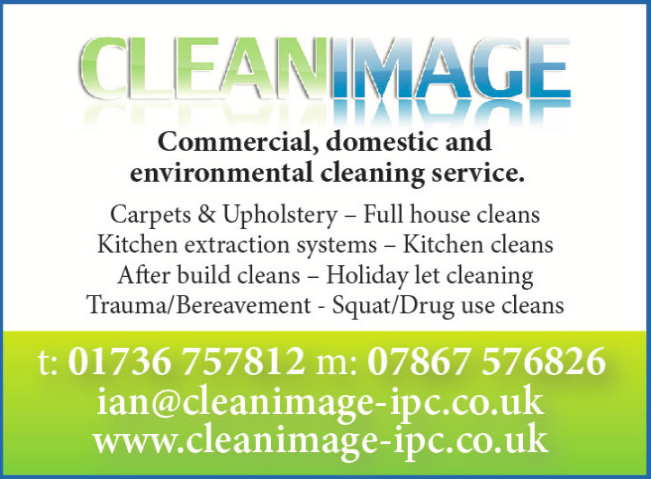 CLEANIMAGE
Commercial, domestic and
environmental cleaning service.
Carpets & Upholstery – Full house cleans
Kitchen extraction systems – Kitchen cleans
After build cleans – Holiday let cleaning
Trauma/Bereavement - Squat/Drug use cleans
t: 01736 757812 m: 07867 576826
ian@cleanimage-ipc.co.uk
www.cleanimage-ipc.co.uk